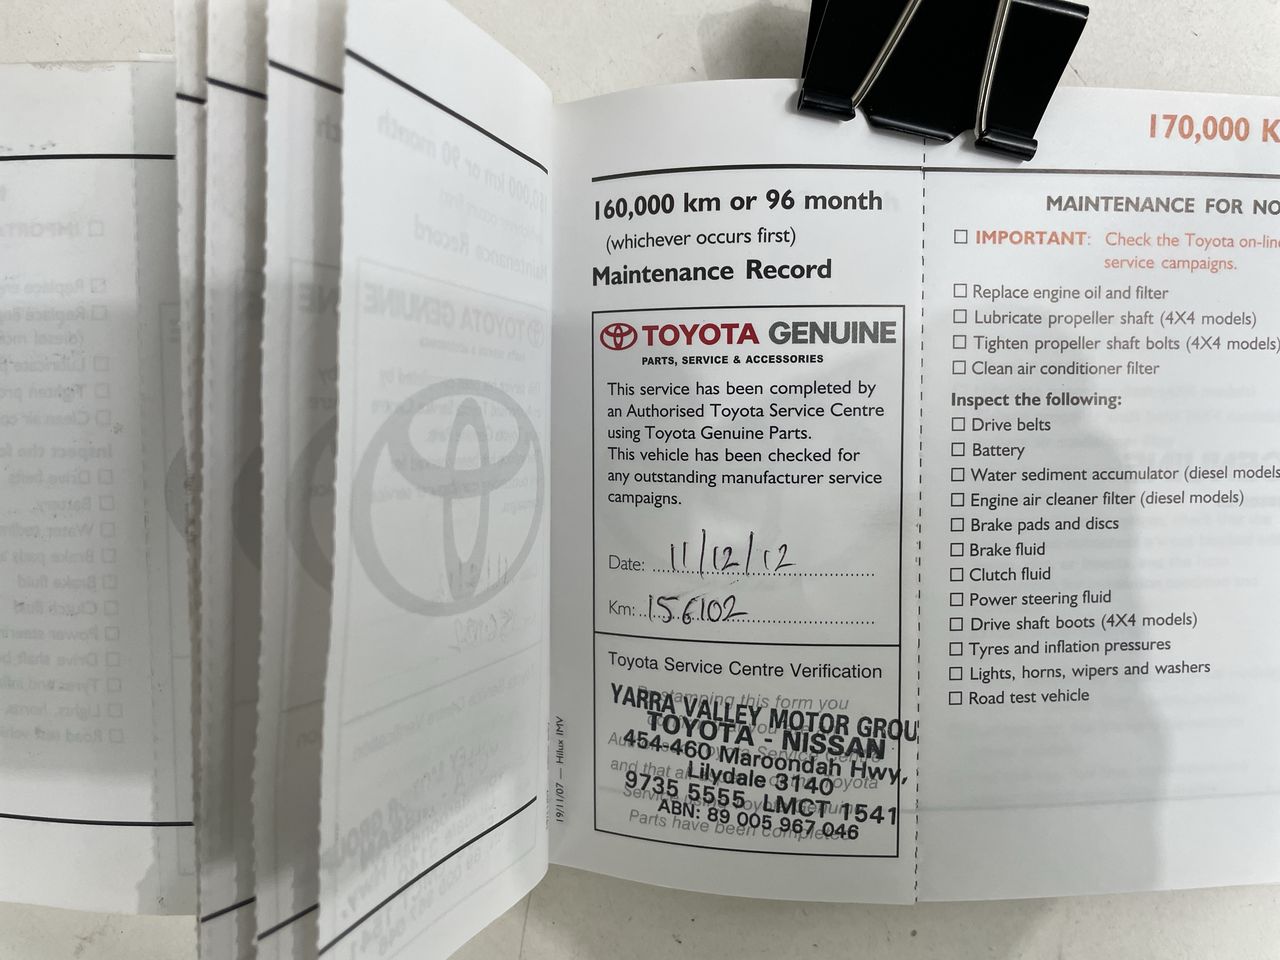 160,000 km or 96 month
(whichever occurs first)
Maintenance Record
TOYOTA GENUINE
PARTS, SERVICE & ACCESSORIES
This service has been completed by
an Authorised Toyota Service Centre
using Toyota Genuine Parts.
This vehicle has been checked for
any outstanding manufacturer service
campaigns.
Date: 11/12/12
Km: 156102
Toyota Service Centre Verification
YARRA VALLEY MOTOR GROU
TOYOTA - NISSAN
454-460 Maroondah Hwy,
Lilydale 3140
9735 5555 LMCT 1541
ABN: 89 005 967 046
Parts have been completed
19/11/07 — Hilux IMV
170,000 K
MAINTENANCE FOR NO
IMPORTANT: Check the Toyota on-line
service campaigns.
Replace engine oil and filter
Lubricate propeller shaft (4X4 models)
Tighten propeller shaft bolts (4X4 models)
Clean air conditioner filter
Inspect the following:
Drive belts
Battery
Water sediment accumulator (diesel models
Engine air cleaner filter (diesel models)
Brake pads and discs
Brake fluid
Clutch fluid
Power steering fluid
Drive shaft boots (4X4 models)
Tyres and inflation pressures
Lights, horns, wipers and washers
Road test vehicle